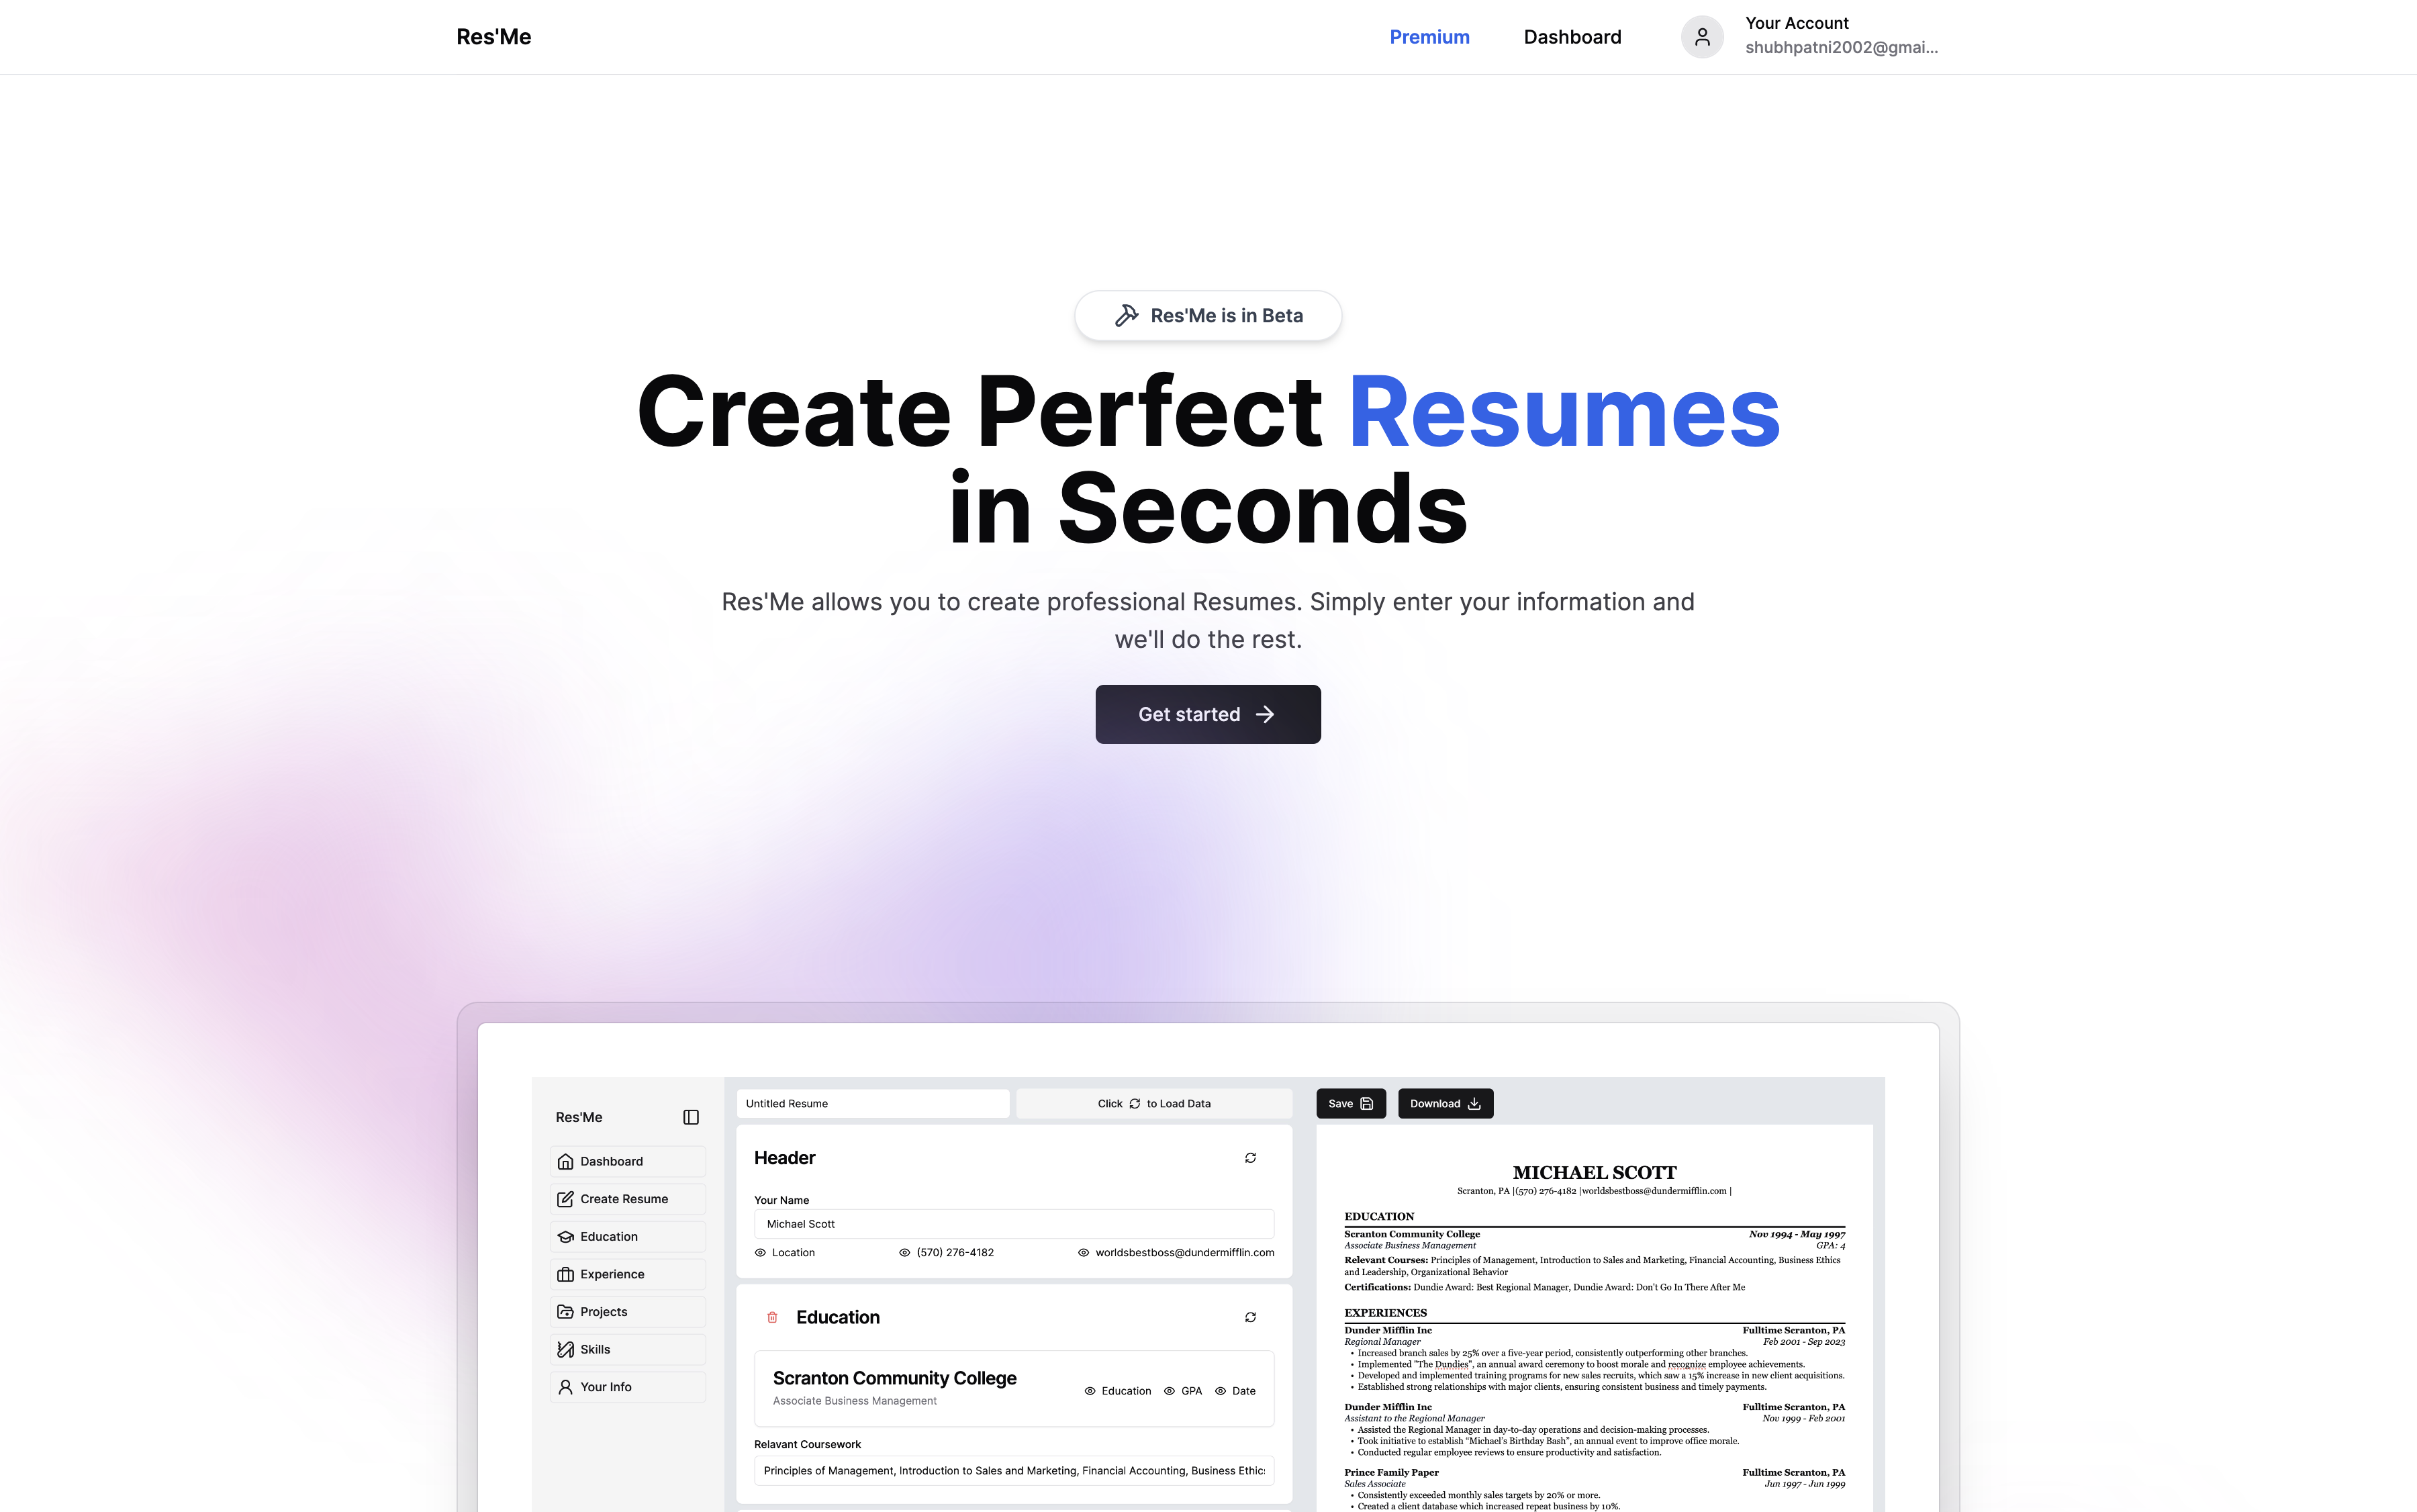 Res'Me
Premium
Dashboard
Your Account
shubhpatni2002@gmai...
Res'Me is in Beta
Create Perfect Resumes
in Seconds
Res'Me allows you to create professional Resumes. Simply enter your information and
we'll do the rest.
Get started
Res'Me
Dashboard
Create Resume
Education
Experience
Projects
Skills
Your Info
Untitled Resume
Click to Load Data
Header
Your Name
Michael Scott
Location
(570) 276-4182
worldsbestboss@dundermifflin.com
Education
Scranton Community College
Associate Business Management
Education
GPA
Date
Relavant Coursework
Principles of Management, Introduction to Sales and Marketing, Financial Accounting, Business Ethic
Save
Download
MICHAEL SCOTT
Scranton, PA |(570) 276-4182 |worldsbestboss@dundermifflin.com |
EDUCATION
Scranton Community College Nov 1994 - May 1997
Associate Business Management GPA: 4
Relevant Courses: Principles of Management, Introduction to Sales and Marketing, Financial Accounting, Business Ethics
and Leadership, Organizational Behavior
Certifications: Dundie Award: Best Regional Manager, Dundie Award: Don't Go In There After Me
EXPERIENCES
Dunder Mifflin Inc Fulltime Scranton, PA
Regional Manager Feb 2001 - Sep 2023
• Increased branch sales by 25% over a five-year period, consistently outperforming other branches.
• Implemented "The Dundies", an annual award ceremony to boost morale and recognize employee achievements.
• Developed and implemented training programs for new sales recruits, which saw a 15% increase in new client acquisitions.
• Established strong relationships with major clients, ensuring consistent business and timely payments.
Dunder Mifflin Inc Fulltime Scranton, PA
Assistant to the Regional Manager Nov 1999 - Feb 2001
• Assisted the Regional Manager in day-to-day operations and decision-making processes.
• Took initiative to establish "Michael's Birthday Bash", an annual event to improve office morale.
• Conducted regular employee reviews to ensure productivity and satisfaction.
Prince Family Paper Fulltime Scranton, PA
Sales Associate Jun 1997 - Jun 1999
• Consistently exceeded monthly sales targets by 20% or more.
• Created a client database which increased repeat business by 10%.